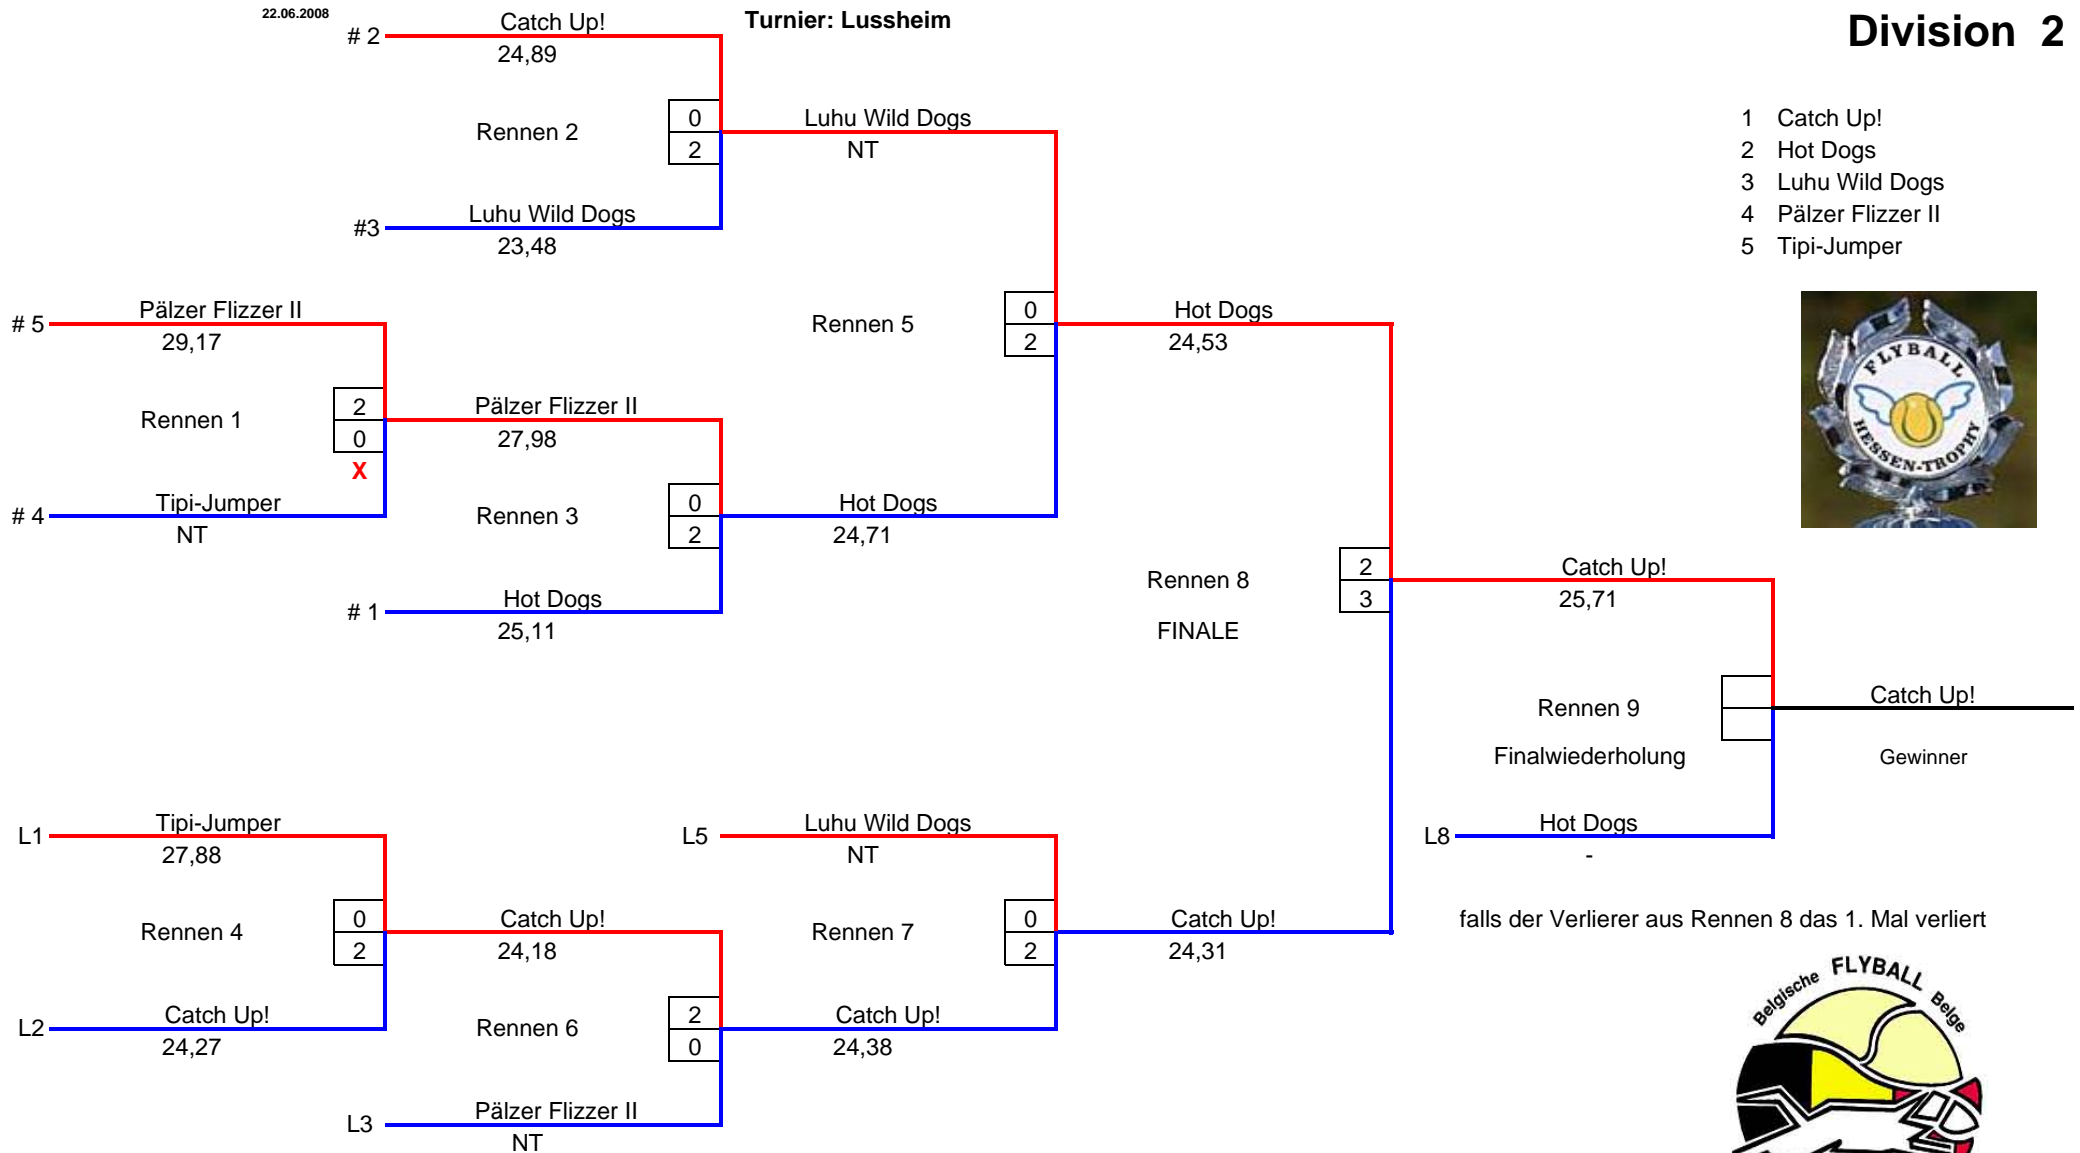 22.06.2008
Turnier: Lussheim
Division 2
# 2
Catch Up!
24,89
Rennen 2
0
2
Luhu Wild Dogs
NT
#3
Luhu Wild Dogs
23,48
1 Catch Up!
2 Hot Dogs
3 Luhu Wild Dogs
4 Pälzer Flizzer II
5 Tipi-Jumper
# 5
Pälzer Flizzer II
29,17
Rennen 1
2
0
X
# 4
Tipi-Jumper
NT
Pälzer Flizzer II
27,98
Rennen 3
0
2
# 1
Hot Dogs
25,11
Rennen 5
0
2
Hot Dogs
24,71
Hot Dogs
24,53
FLYBALL
HESSEN-TROPHY
Rennen 8
FINALE
2
3
Catch Up!
25,71
Rennen 9
Finalwiederholung
Catch Up!
Gewinner
L8
Hot Dogs
-
falls der Verlierer aus Rennen 8 das 1. Mal verliert
L1
Tipi-Jumper
27,88
Rennen 4
0
2
L2
Catch Up!
24,27
Catch Up!
24,18
Rennen 6
2
0
L3
Pälzer Flizzer II
NT
L5
Luhu Wild Dogs
NT
Rennen 7
0
2
Catch Up!
24,38
Catch Up!
24,31
Belgische FLYBALL Belge